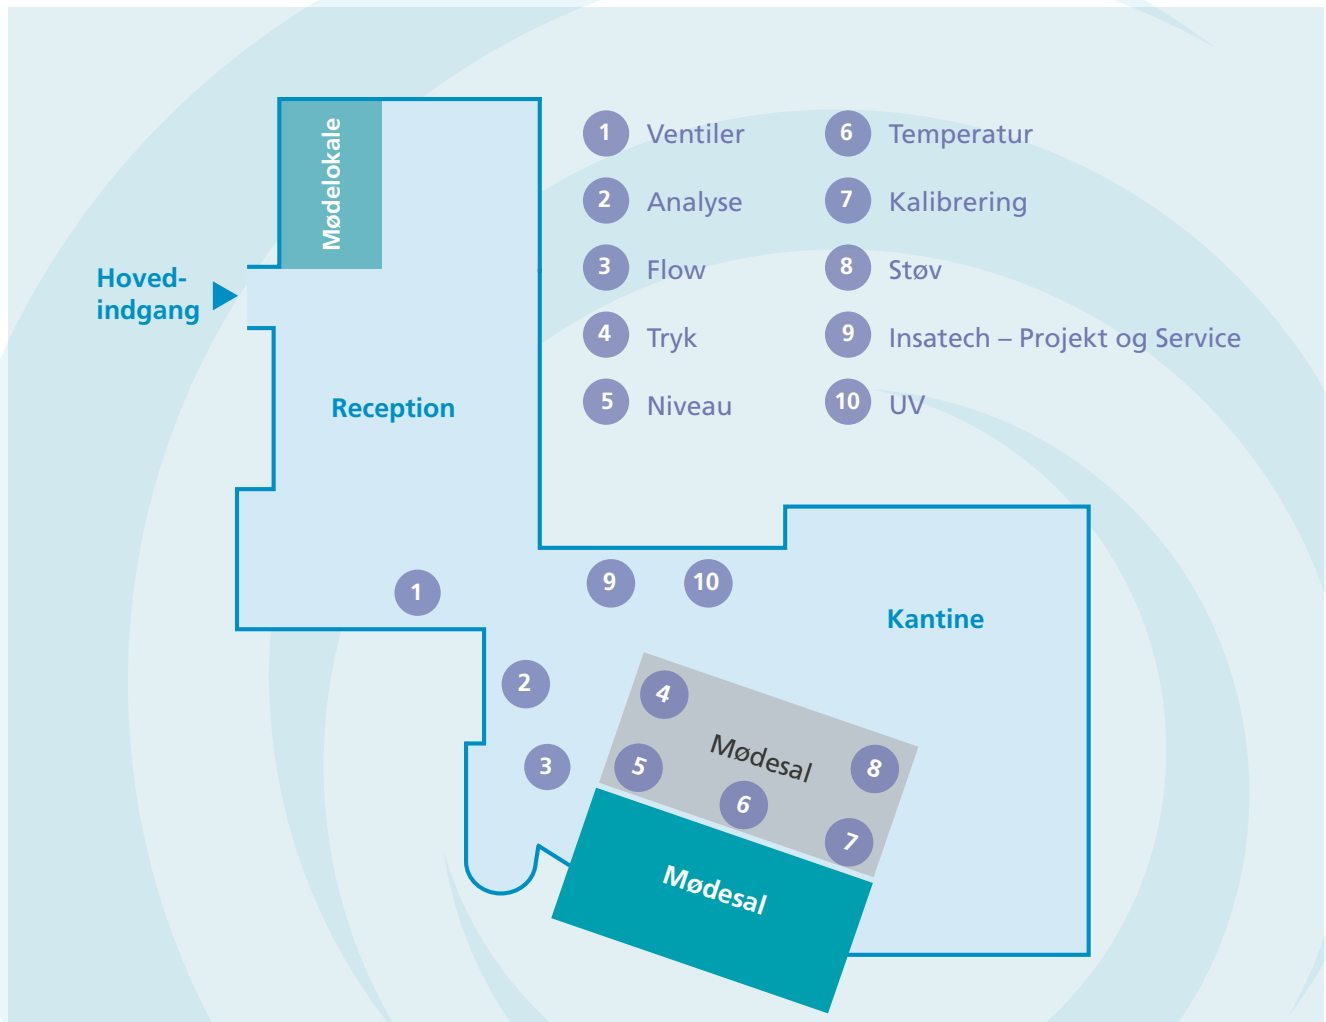 Mødelokale
Hoved-
indgang
Reception
1 Ventiler
2 Analyse
3 Flow
4 Tryk
5 Niveau
6 Temperatur
7 Kalibrering
8 Støv
9 Insatech – Projekt og Service
10 UV
1
9
10
Kantine
2
3
4
5
Mødesal
6
8
7
Mødesal